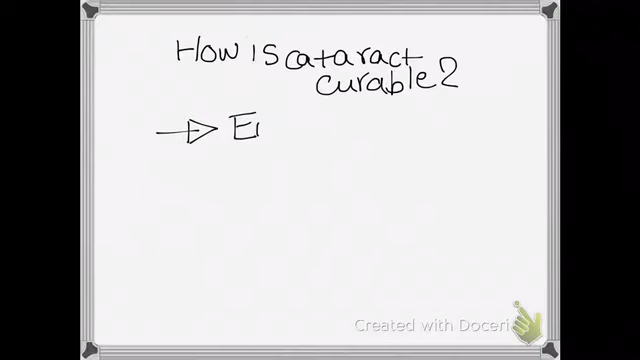 How is cataract
curable?
E
Created with Doceri